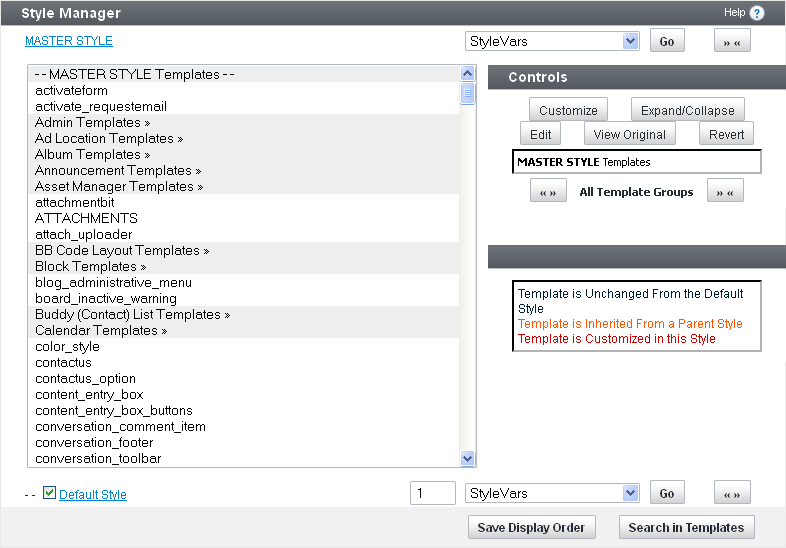 Style Manager Help ?
MASTER STYLE StyleVars Go » «
- - MASTER STYLE Templates - -
activateform
activate_requestemail
Admin Templates »
Ad Location Templates »
Album Templates »
Announcement Templates »
Asset Manager Templates »
attachmentbit
ATTACHMENTS
attach_uploader
BB Code Layout Templates »
Block Templates »
blog_administrative_menu
board_inactive_warning
Buddy (Contact) List Templates »
Calendar Templates »
color_style
contactus
contactus_option
content_entry_box
content_entry_box_buttons
conversation_comment_item
conversation_footer
conversation_toolbar
Controls
Customize Expand/Collapse
Edit View Original Revert
MASTER STYLE Templates
« » All Template Groups » «
Template is Unchanged From the Default
Style
Template is Inherited From a Parent Style
Template is Customized in this Style
- - Default Style 1 StyleVars Go « »
Save Display Order Search in Templates